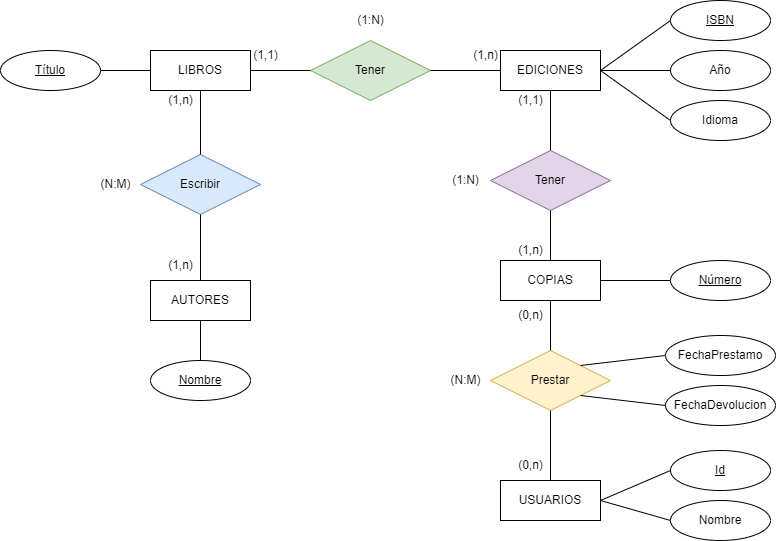 (1:N)
ISBN
Título
LIBROS
(1,1)
Tener
(1,n)
EDICIONES
Año
(1,n)
(1,1)
Idioma
(N:M)
Escribir
(1:N)
Tener
(1,n)
(1,n)
AUTORES
COPIAS
Número
(0,n)
FechaPrestamo
Nombre
(N:M)
Prestar
FechaDevolucion
(0,n)
Id
USUARIOS
Nombre